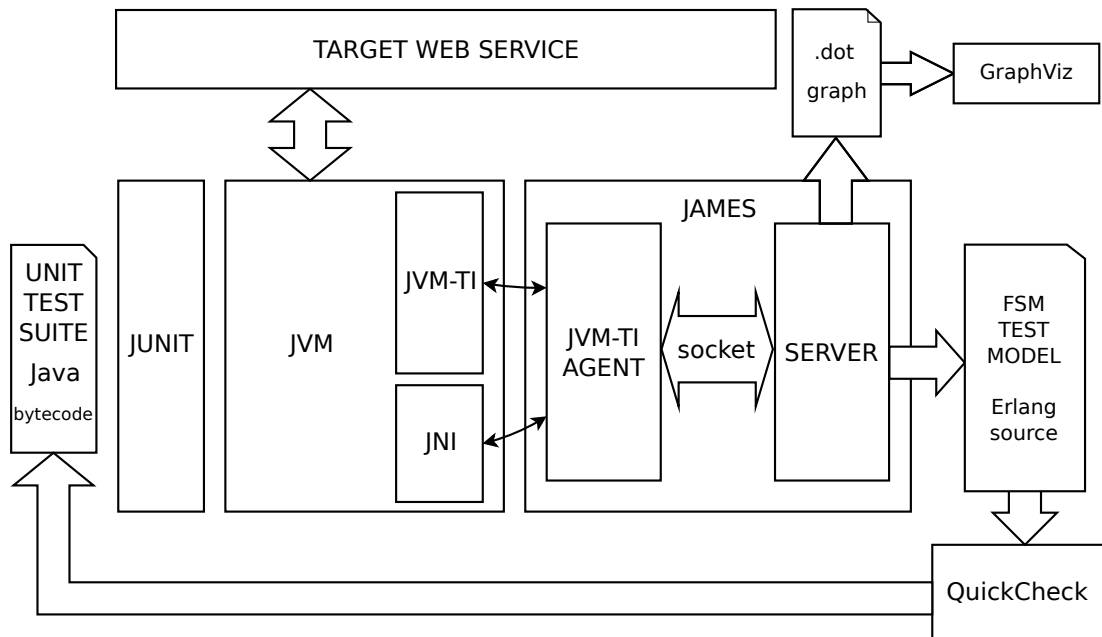 TARGET WEB SERVICE
.dot
graph
GraphViz
UNIT
TEST
SUITE
Java
bytecode
JUNIT
JVM
JVM-TI
JNI
JAMES
JVM-TI
AGENT
socket
SERVER
FSM
TEST
MODEL
Erlang
source
QuickCheck